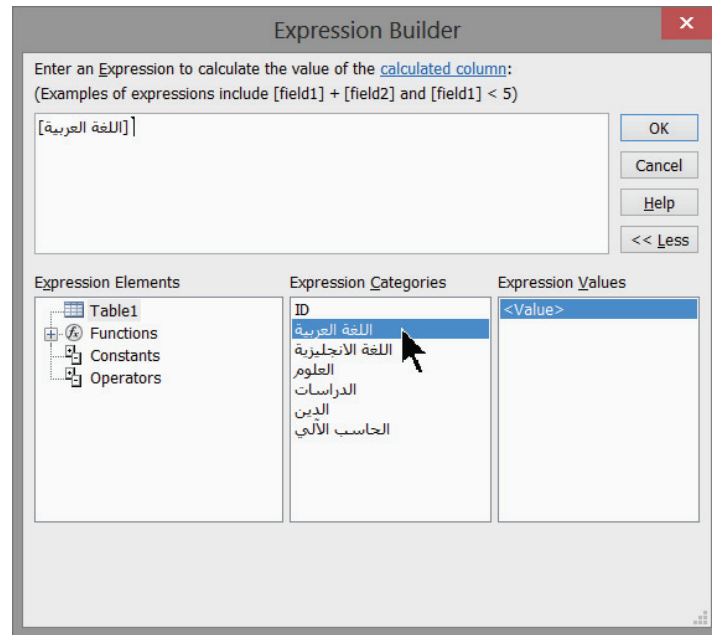 Expression Builder
Enter an Expression to calculate the value of the calculated column:
(Examples of expressions include [field1] + [field2] and [field1] < 5)
[اللغة العربية]
OK
Cancel
Help
<< Less
Expression Elements
Table1
Functions
Constants
Operators
Expression Categories
ID
اللغة العربية
اللغة الانجليزية
العلوم
الدراسات
الدين
الحاسب الآلي
Expression Values
<Value>